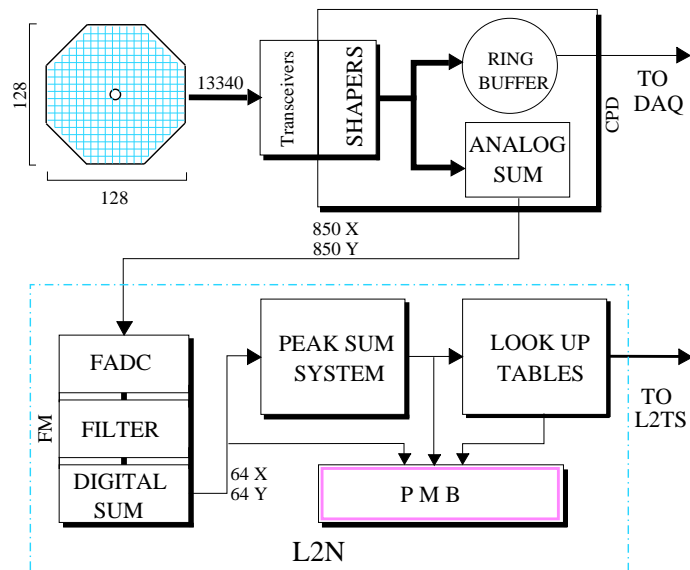 128
128
13340
Transceivers
SHAPERS
RING
BUFFER
ANALOG
SUM
CPD
TO
DAQ
850 X
850 Y
FM
FADC
FILTER
DIGITAL
SUM
64 X
64 Y
PEAK SUM
SYSTEM
LOOK UP
TABLES
TO
L2TS
P M B
L2N